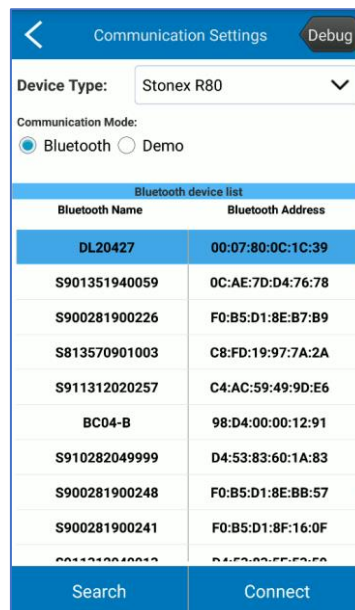 Communication Settings Debug
Device Type: Stonex R80
Communication Mode:
Bluetooth Demo
Bluetooth device list
Bluetooth Name Bluetooth Address
DL20427 00:07:80:0C:1C:39
S901351940059 0C:AE:7D:D4:76:78
S900281900226 F0:B5:D1:8E:B7:B9
S813570901003 C8:FD:19:97:7A:2A
S911312020257 C4:AC:59:49:9D:E6
BC04-B 98:D4:00:00:12:91
S910282049999 D4:53:83:60:1A:83
S900281900248 F0:B5:D1:8E:BB:57
S900281900241 F0:B5:D1:8F:16:0F
Search Connect